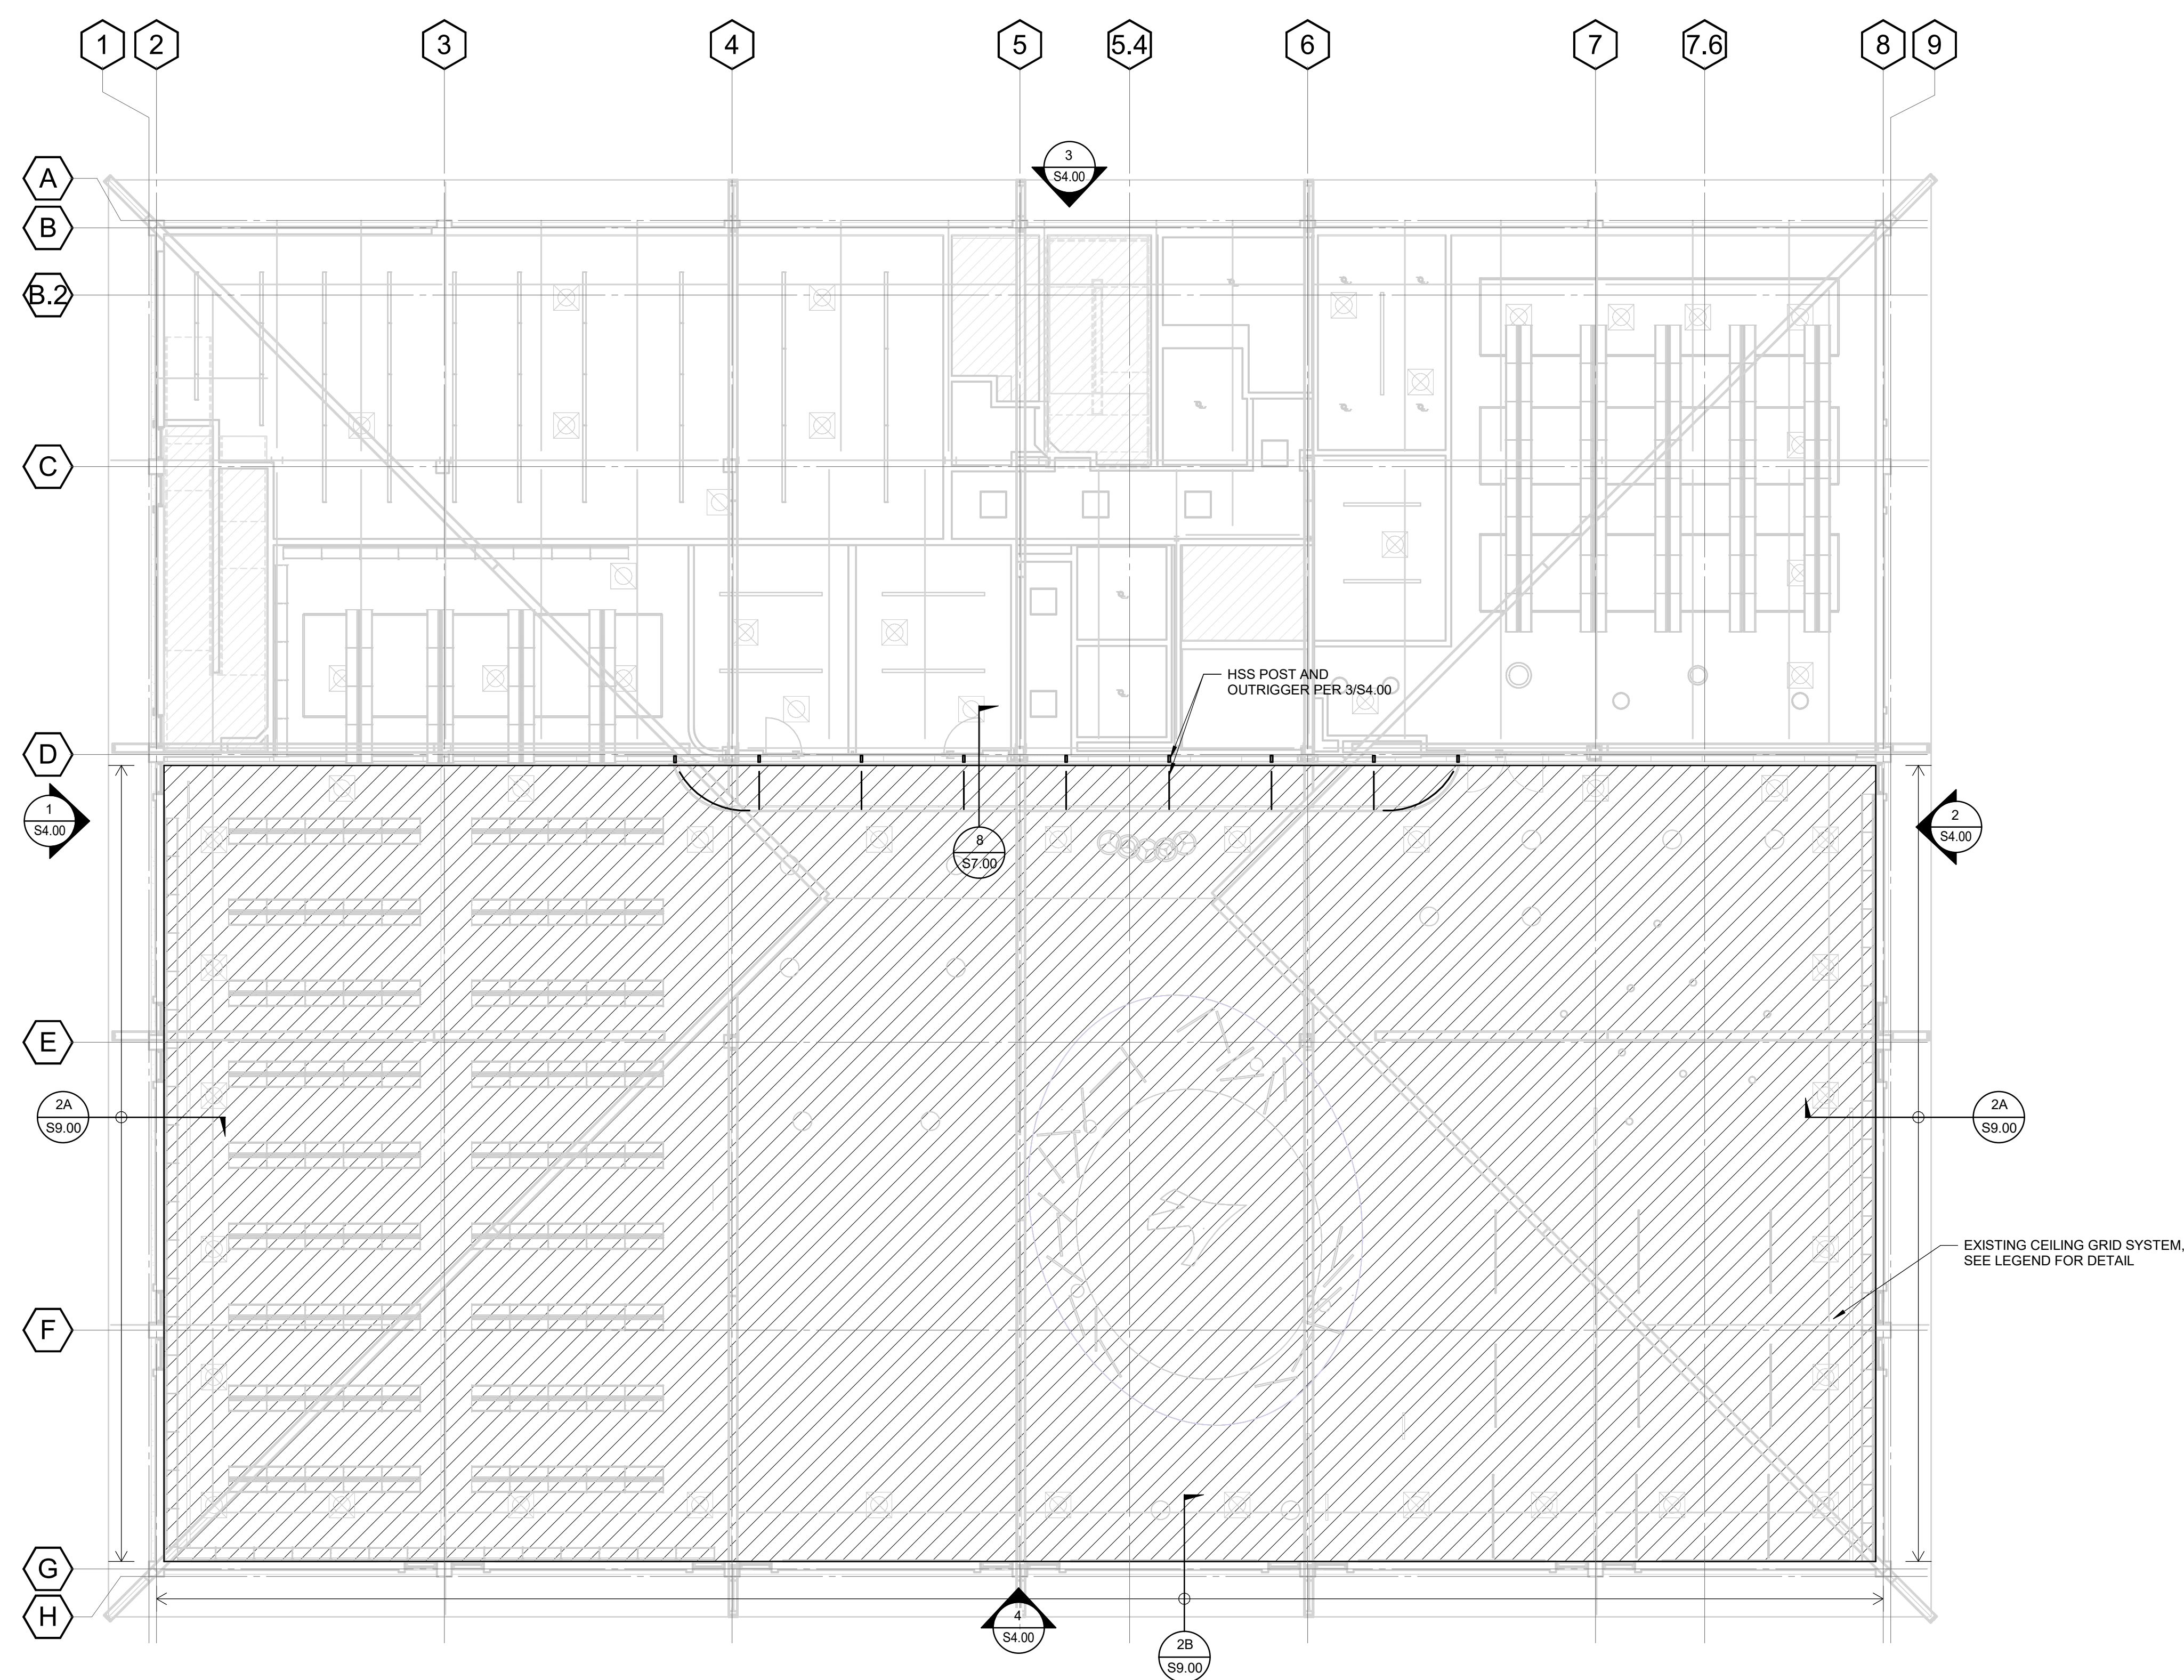 1
2
3
4
5
5.4
6
7
7.6
8
9
A
3
S4.00
B
B.2
C
HSS POST AND
OUTRIGGER PER 3/S4.00
D
1
S4.00
2
S4.00
8
S7.00
E
2A
S9.00
2A
S9.00
EXISTING CEILING GRID SYSTEM,
SEE LEGEND FOR DETAIL
F
G
H
4
S4.00
2B
S9.00